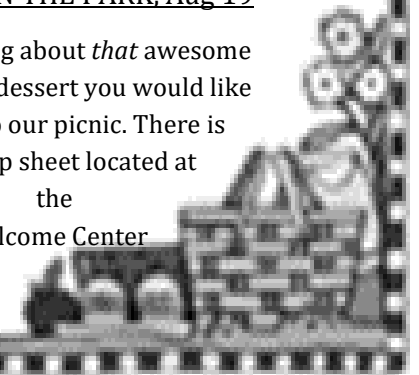 THE PARK, Aug 19
about that awesome
dessert you would like
our picnic. There is
sheet located at
the
Center